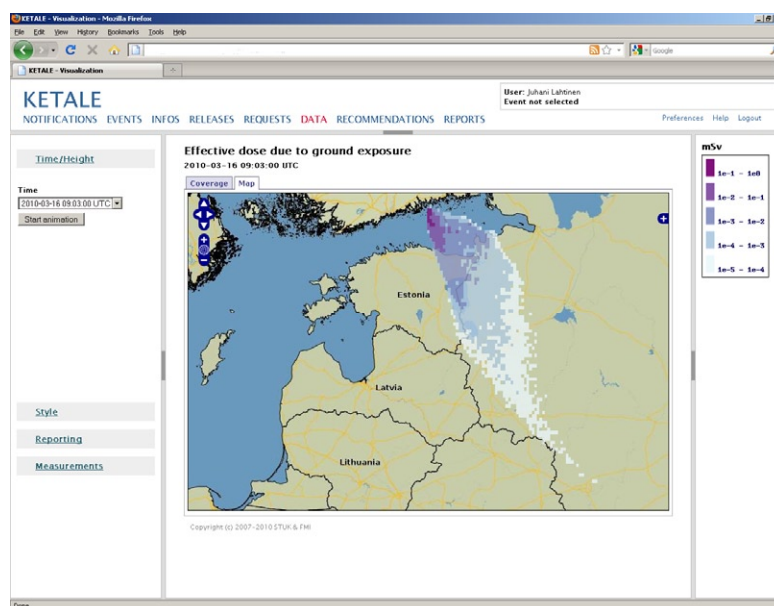 KETALE - Visualization - Mozilla Firefox
File Edit View History Bookmarks Tools Help
Google
KETALE - Visualization
KETALE
User: Juhani Lahtinen
Event not selected
NOTIFICATIONS EVENTS INFOS RELEASES REQUESTS DATA RECOMMENDATIONS REPORTS
Preferences Help Logout
Time/Height
Time
2010-03-16 09:03:00 UTC
Start animation
Style
Reporting
Measurements
Effective dose due to ground exposure
2010-03-16 09:03:00 UTC
Coverage Map
Estonia
Latvia
Lithuania
Copyright (c) 2007-2010 STUK & FMI
mSv
1e-1 - 1e0
1e-2 - 1e-1
1e-3 - 1e-2
1e-4 - 1e-3
1e-5 - 1e-4